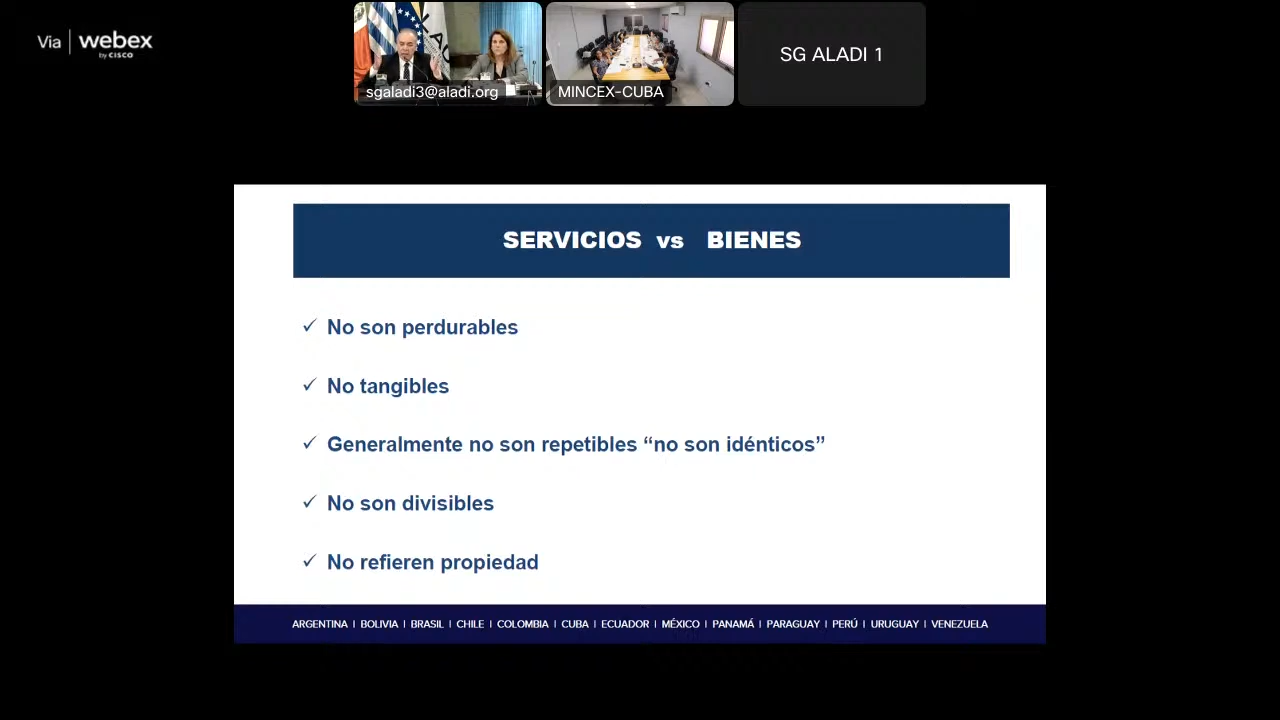 Via | webex
by CISCO
sgaladi3@aladi.org
MINCEX-CUBA
SG ALADI 1
SERVICIOS vs BIENES
✓ No son perdurables
✓ No tangibles
✓ Generalmente no son repetibles “no son idénticos”
✓ No son divisibles
✓ No refieren propiedad
ARGENTINA | BOLIVIA | BRASIL | CHILE | COLOMBIA | CUBA | ECUADOR | MÉXICO | PANAMÁ | PARAGUAY | PERÚ | URUGUAY | VENEZUELA